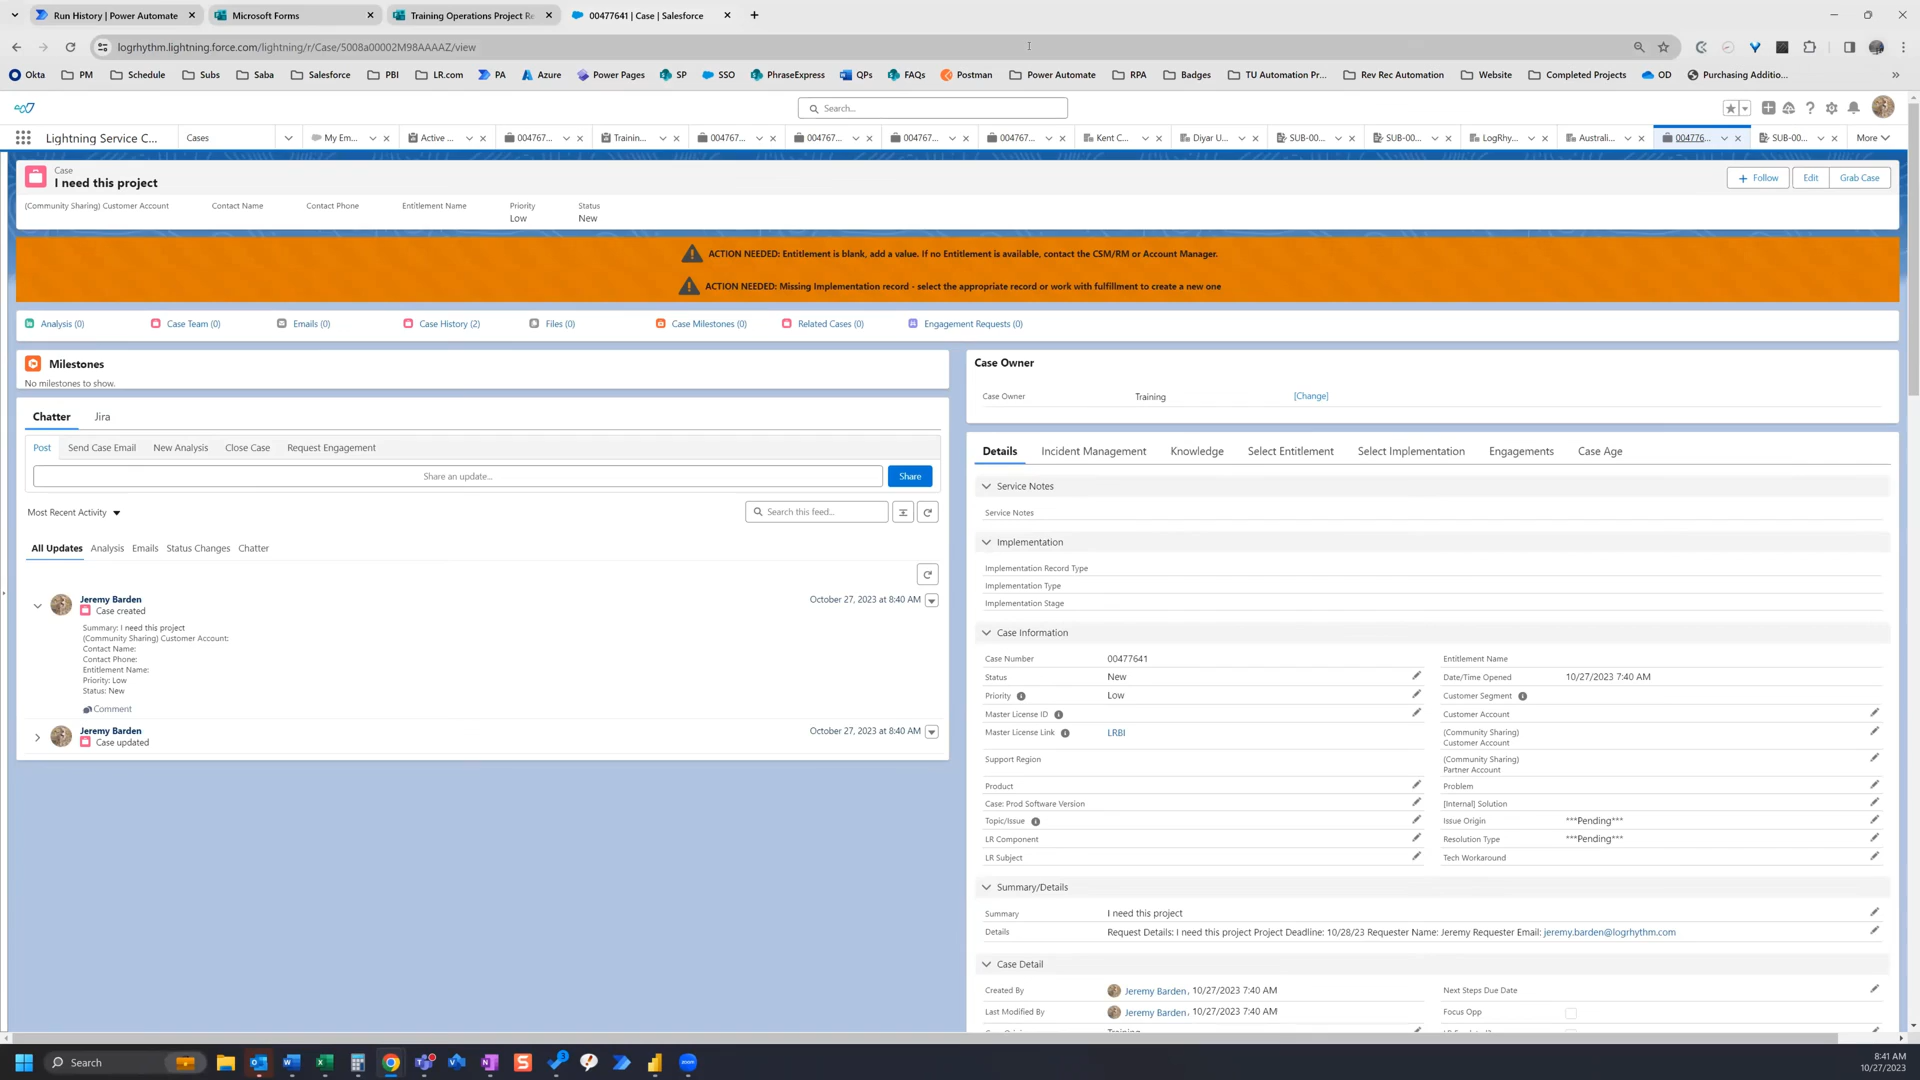 Run History | Power Automate
Microsoft Forms
Training Operations Project Re
00477641 | Case | Salesforce
logrhythm.lightning.force.com/lightning/r/Case/5008a00002M98AAAAZ/view
Okta PM Schedule Subs Saba Salesforce PBI LR.com PA Azure Power Pages SP SSO PhraseExpress QPs FAQs Postman Power Automate RPA Badges TU Automation Pr... Rev Rec Automation Website Completed Projects OD Purchasing Additio...
Search...
Lightning Service C... Cases My Em... Active ... 004767... Trainin... 004767... 004767... 004767... 004767... Kent C... Diyar U... SUB-00... SUB-00... LogRhy... Australi... 004776... SUB-00... More
Case
I need this project
+ Follow Edit Grab Case
(Community Sharing) Customer Account Contact Name Contact Phone Entitlement Name Priority Status
Low New
ACTION NEEDED: Entitlement is blank, add a value. If no Entitlement is available, contact the CSM/RM or Account Manager.
ACTION NEEDED: Missing Implementation record - select the appropriate record or work with fulfillment to create a new one
Analysis (0) Case Team (0) Emails (0) Case History (2) Files (0) Case Milestones (0) Related Cases (0) Engagement Requests (0)
Milestones
No milestones to show.
Chatter Jira
Post Send Case Email New Analysis Close Case Request Engagement
Share an update... Share
Most Recent Activity Search this feed...
All Updates Analysis Emails Status Changes Chatter
Jeremy Barden October 27, 2023 at 8:40 AM
Case created
Summary: I need this project
(Community Sharing) Customer Account:
Contact Name:
Contact Phone:
Entitlement Name:
Priority: Low
Status: New
Comment
Jeremy Barden October 27, 2023 at 8:40 AM
Case updated
Case Owner
Case Owner Training [Change]
Details Incident Management Knowledge Select Entitlement Select Implementation Engagements Case Age
Service Notes
Service Notes
Implementation
Implementation Record Type
Implementation Type
Implementation Stage
Case Information
Case Number 00477641 Entitlement Name
Status New Date/Time Opened 10/27/2023 7:40 AM
Priority Low Customer Segment
Master License ID Customer Account
Master License Link LRBI (Community Sharing)
Customer Account
Support Region (Community Sharing)
Partner Account
Product Problem
Case: Prod Software Version [Internal] Solution
Topic/Issue Issue Origin ***Pending***
LR Component Resolution Type ***Pending***
LR Subject Tech Workaround
Summary/Details
Summary I need this project
Details Request Details: I need this project Project Deadline: 10/28/23 Requester Name: Jeremy Requester Email: jeremy.barden@logrhythm.com
Case Detail
Created By Jeremy Barden, 10/27/2023 7:40 AM Next Steps Due Date
Last Modified By Jeremy Barden, 10/27/2023 7:40 AM Focus Opp
Search
8:41 AM
10/27/2023